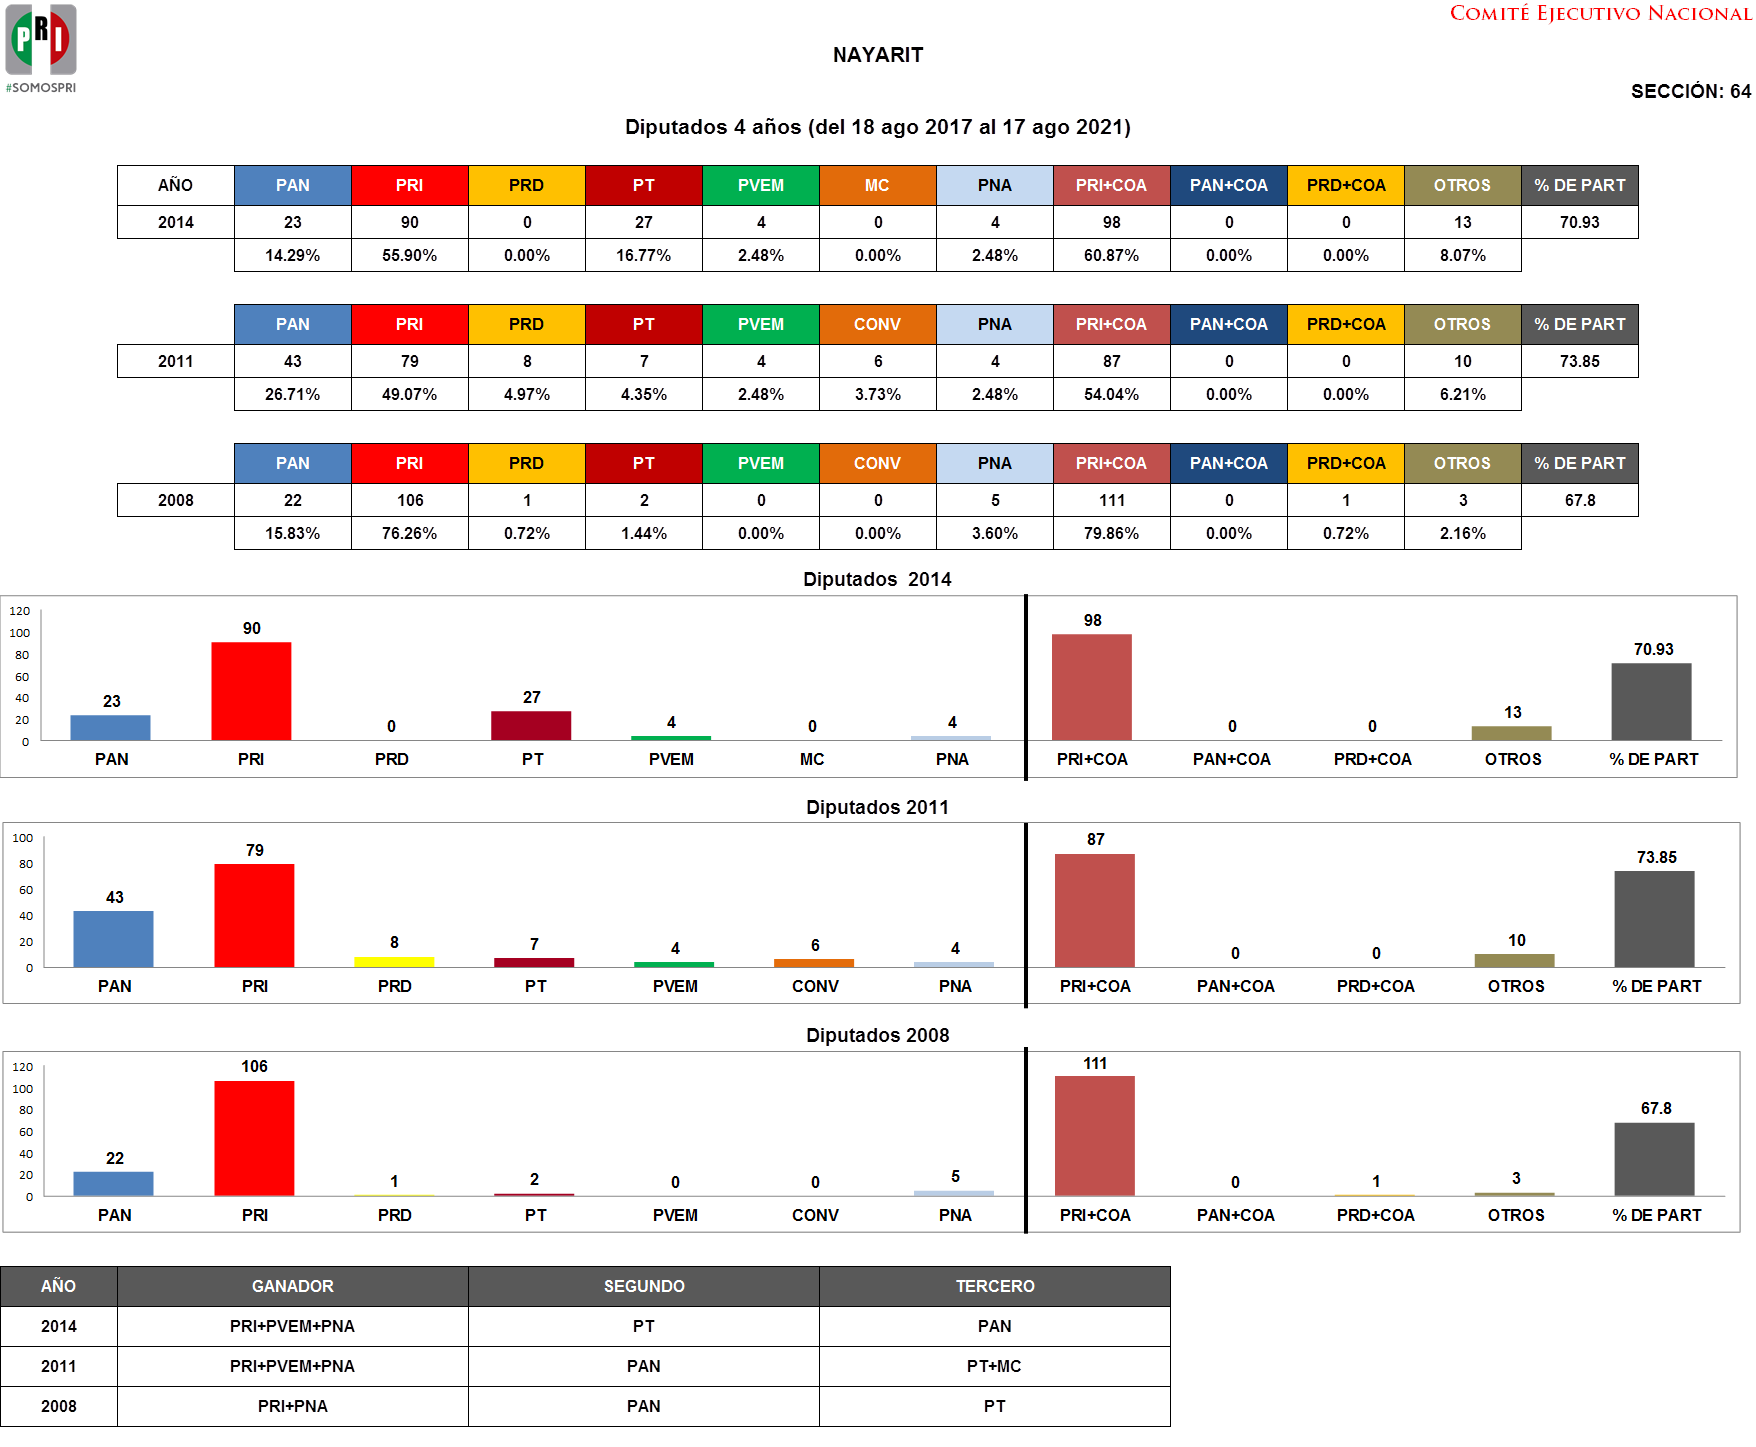 PRI
#SOMOSPRI
COMITÉ EJECUTIVO NACIONAL
NAYARIT
SECCIÓN: 64
Diputados 4 años (del 18 ago 2017 al 17 ago 2021)
AÑO PAN PRI PRD PT PVEM MC PNA PRI+COA PAN+COA PRD+COA OTROS % DE PART
2014 23 90 0 27 4 0 4 98 0 0 13 70.93
14.29% 55.90% 0.00% 16.77% 2.48% 0.00% 2.48% 60.87% 0.00% 0.00% 8.07%
PAN PRI PRD PT PVEM CONV PNA PRI+COA PAN+COA PRD+COA OTROS % DE PART
2011 43 79 8 7 4 6 4 87 0 0 10 73.85
26.71% 49.07% 4.97% 4.35% 2.48% 3.73% 2.48% 54.04% 0.00% 0.00% 6.21%
PAN PRI PRD PT PVEM CONV PNA PRI+COA PAN+COA PRD+COA OTROS % DE PART
2008 22 106 1 2 0 0 5 111 0 1 3 67.8
15.83% 76.26% 0.72% 1.44% 0.00% 0.00% 3.60% 79.86% 0.00% 0.72% 2.16%
Diputados 2014
120
100
80
60
40
20
0
23 90 0 27 4 0 4 98 0 0 13 70.93
PAN PRI PRD PT PVEM MC PNA PRI+COA PAN+COA PRD+COA OTROS % DE PART
Diputados 2011
100
80
60
40
20
0
43 79 8 7 4 6 4 87 0 0 10 73.85
PAN PRI PRD PT PVEM CONV PNA PRI+COA PAN+COA PRD+COA OTROS % DE PART
Diputados 2008
120
100
80
60
40
20
0
22 106 1 2 0 0 5 111 0 1 3 67.8
PAN PRI PRD PT PVEM CONV PNA PRI+COA PAN+COA PRD+COA OTROS % DE PART
AÑO GANADOR SEGUNDO TERCERO
2014 PRI+PVEM+PNA PT PAN
2011 PRI+PVEM+PNA PAN PT+MC
2008 PRI+PNA PAN PT